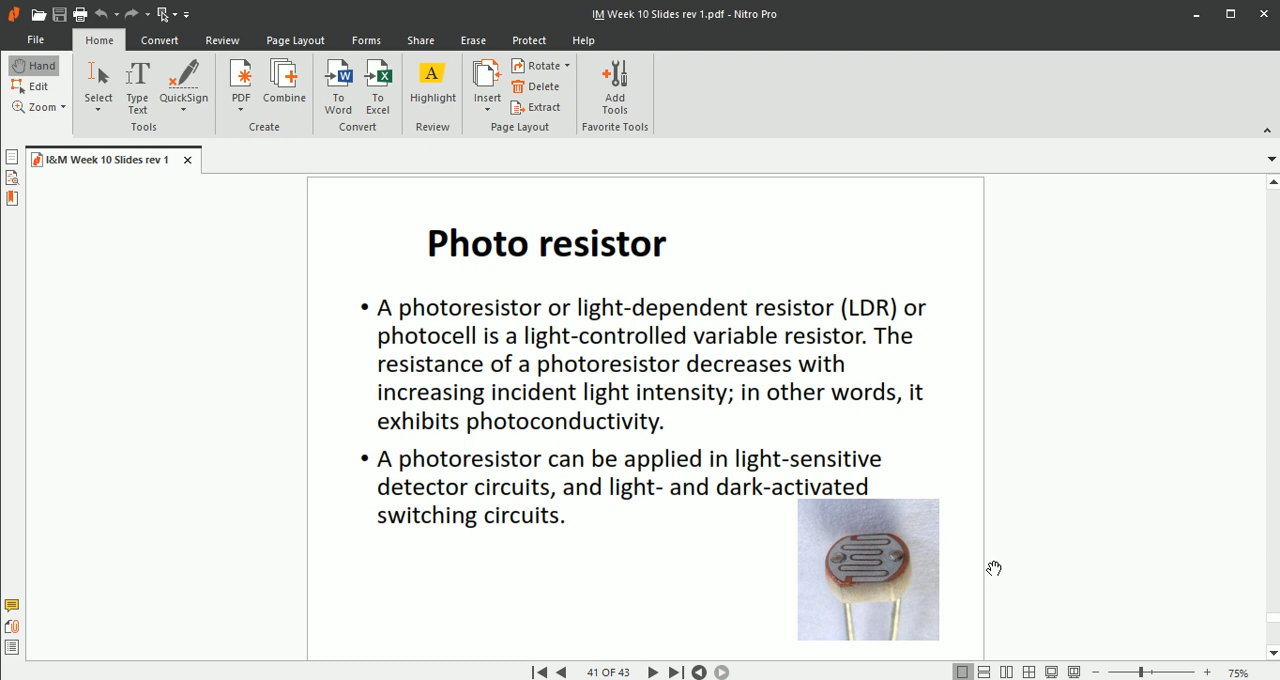 IM Week 10 Slides rev 1.pdf - Nitro Pro
File
Home
Convert
Review
Page Layout
Forms
Share
Erase
Protect
Help
Hand
Edit
Zoom
Select
Type
Text
QuickSign
Tools
PDF
Combine
Create
To
Word
To
Excel
Convert
Highlight
Review
Insert
Rotate
Delete
Extract
Page Layout
Add
Tools
Favorite Tools
I&M Week 10 Slides rev 1
Photo resistor
• A photoresistor or light-dependent resistor (LDR) or
photocell is a light-controlled variable resistor. The
resistance of a photoresistor decreases with
increasing incident light intensity; in other words, it
exhibits photoconductivity.
• A photoresistor can be applied in light-sensitive
detector circuits, and light- and dark-activated
switching circuits.
41 OF 43
75%